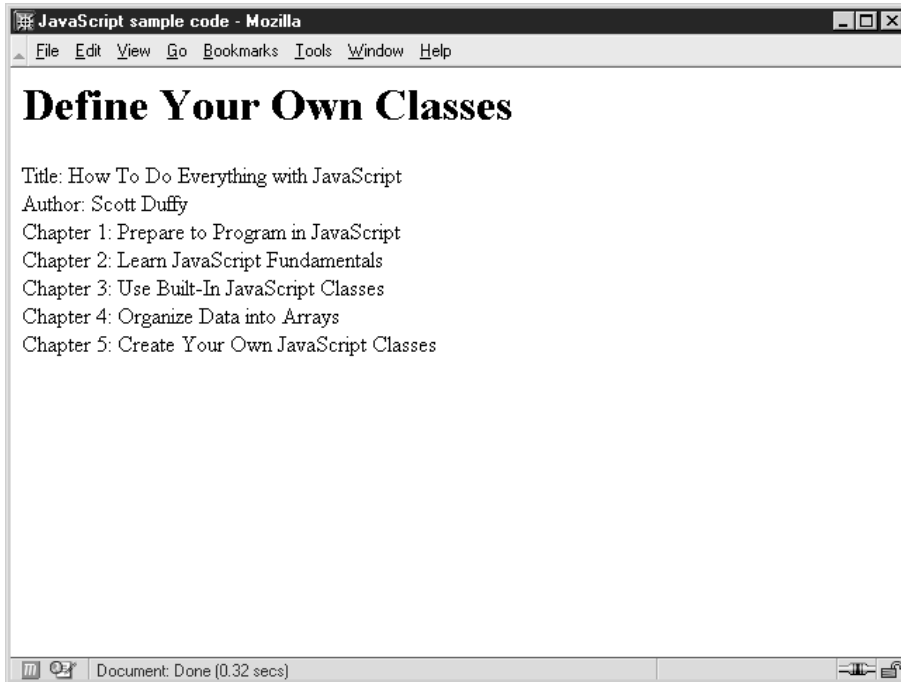 JavaScript sample code - Mozilla
File Edit View Go Bookmarks Tools Window Help
Define Your Own Classes
Title: How To Do Everything with JavaScript
Author: Scott Duffy
Chapter 1: Prepare to Program in JavaScript
Chapter 2: Learn JavaScript Fundamentals
Chapter 3: Use Built-In JavaScript Classes
Chapter 4: Organize Data into Arrays
Chapter 5: Create Your Own JavaScript Classes
Document: Done (0.32 secs)